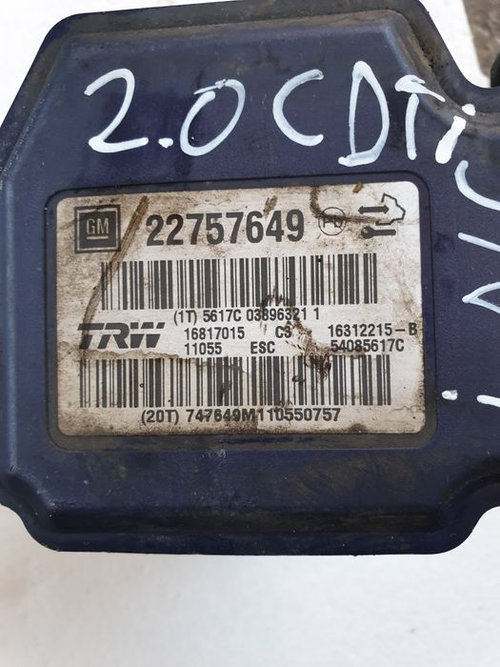 2.0 CDTi
GM 22757649
(1T) 5617C 03896321 1
TRW 16817015 C3 16312215-B
11055 ESC 54085617C
(20T) 747649M110550757